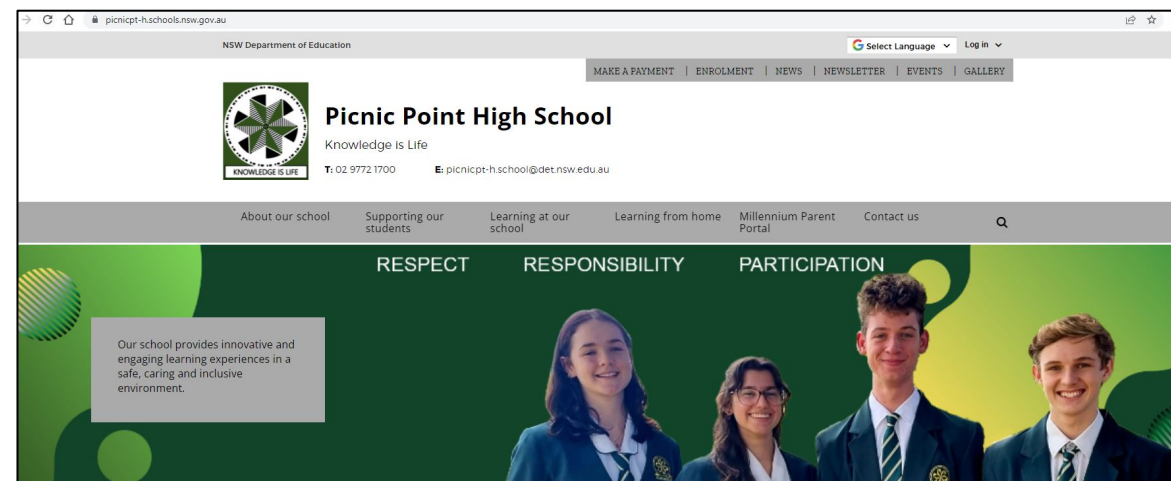 picnicpt-h.schools.nsw.gov.au
NSW Department of Education
G Select Language
Log in
MAKE A PAYMENT | ENROLMENT | NEWS | NEWSLETTER | EVENTS | GALLERY
Picnic Point High School
Knowledge is Life
KNOWLEDGE IS LIFE
T: 02 9772 1700 E: picnicpt-h.school@det.nsw.edu.au
About our school
Supporting our
students
Learning at our
school
Learning from home
Millennium Parent
Portal
Contact us
RESPECT RESPONSIBILITY PARTICIPATION
Our school provides innovative and
engaging learning experiences in a
safe, caring and inclusive
environment.